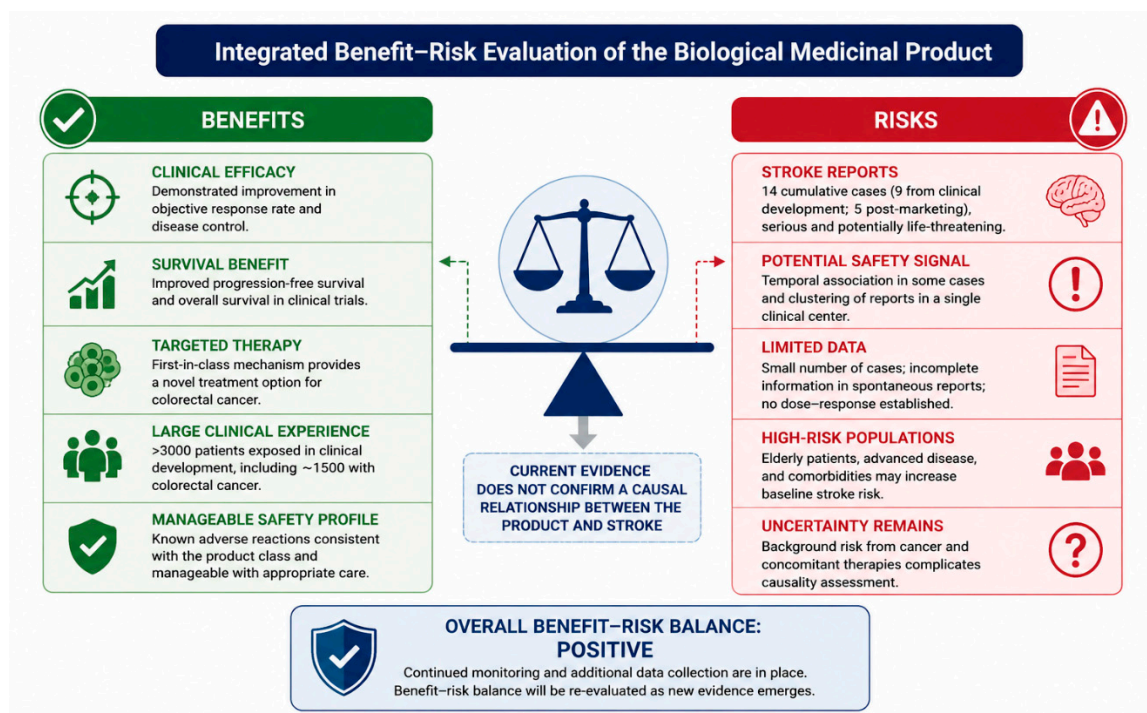 Integrated Benefit–Risk Evaluation of the Biological Medicinal Product
BENEFITS
CLINICAL EFFICACY
Demonstrated improvement in
objective response rate and
disease control.
SURVIVAL BENEFIT
Improved progression-free survival
and overall survival in clinical trials.
TARGETED THERAPY
First-in-class mechanism provides
a novel treatment option for
colorectal cancer.
LARGE CLINICAL EXPERIENCE
>3000 patients exposed in clinical
development, including ~1500 with
colorectal cancer.
MANAGEABLE SAFETY PROFILE
Known adverse reactions consistent
with the product class and
manageable with appropriate care.
CURRENT EVIDENCE
DOES NOT CONFIRM A CAUSAL
RELATIONSHIP BETWEEN THE
PRODUCT AND STROKE
RISKS
STROKE REPORTS
14 cumulative cases (9 from clinical
development; 5 post-marketing),
serious and potentially life-threatening.
POTENTIAL SAFETY SIGNAL
Temporal association in some cases
and clustering of reports in a single
clinical center.
LIMITED DATA
Small number of cases; incomplete
information in spontaneous reports;
no dose–response established.
HIGH-RISK POPULATIONS
Elderly patients, advanced disease,
and comorbidities may increase
baseline stroke risk.
UNCERTAINTY REMAINS
Background risk from cancer and
concomitant therapies complicates
causality assessment.
OVERALL BENEFIT–RISK BALANCE:
POSITIVE
Continued monitoring and additional data collection are in place.
Benefit–risk balance will be re-evaluated as new evidence emerges.